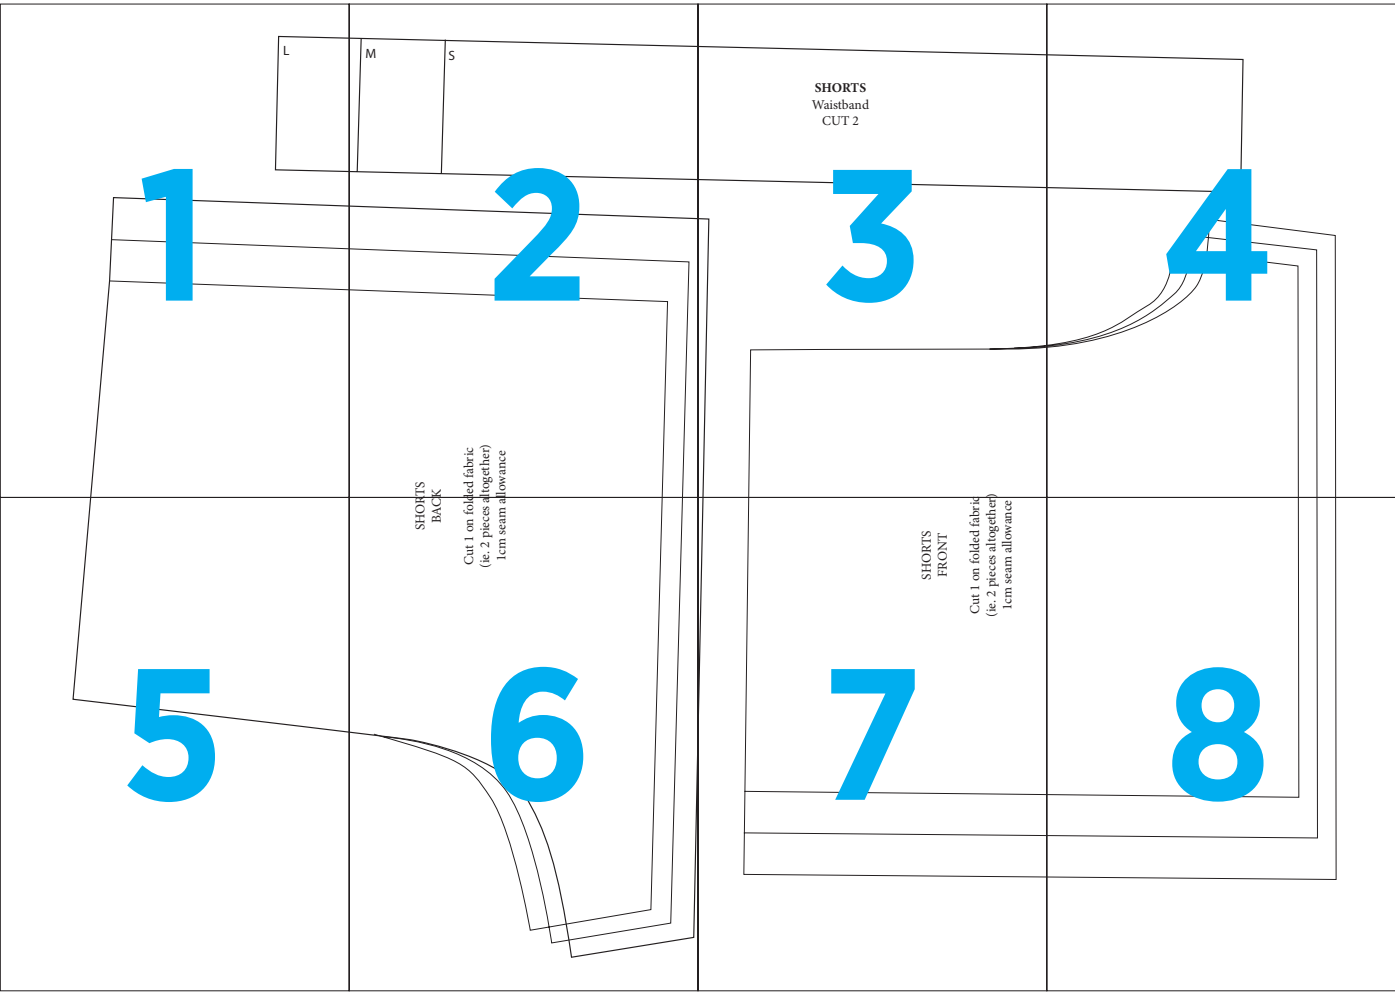 L
M
S
SHORTS
Waistband
CUT 2
1
2
3
4
SHORTS
BACK
Cut 1 on folded fabric
(ie. 2 pieces altogether)
1cm seam allowance
SHORTS
FRONT
Cut 1 on folded fabric
(ie. 2 pieces altogether)
1cm seam allowance
5
6
7
8